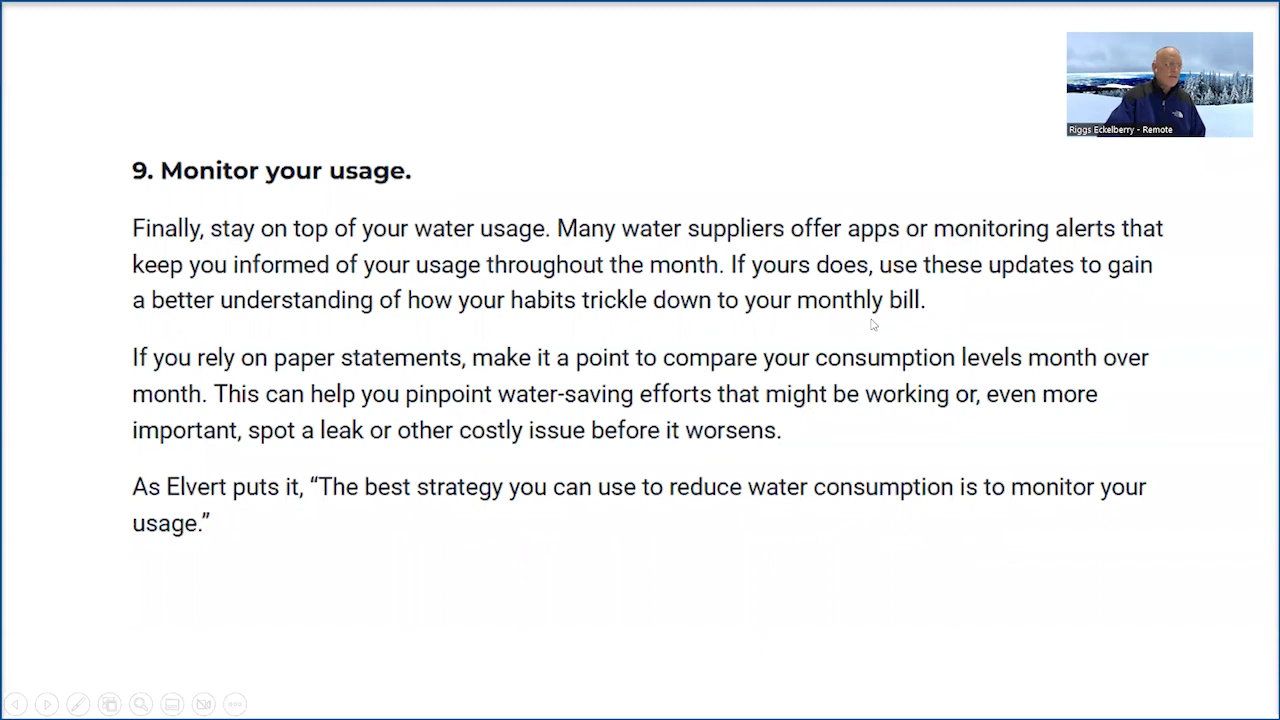 Riggs Eckelberry - Remote
9. Monitor your usage.
Finally, stay on top of your water usage. Many water suppliers offer apps or monitoring alerts that
keep you informed of your usage throughout the month. If yours does, use these updates to gain
a better understanding of how your habits trickle down to your monthly bill.
If you rely on paper statements, make it a point to compare your consumption levels month over
month. This can help you pinpoint water-saving efforts that might be working or, even more
important, spot a leak or other costly issue before it worsens.
As Elvert puts it, “The best strategy you can use to reduce water consumption is to monitor your
usage.”